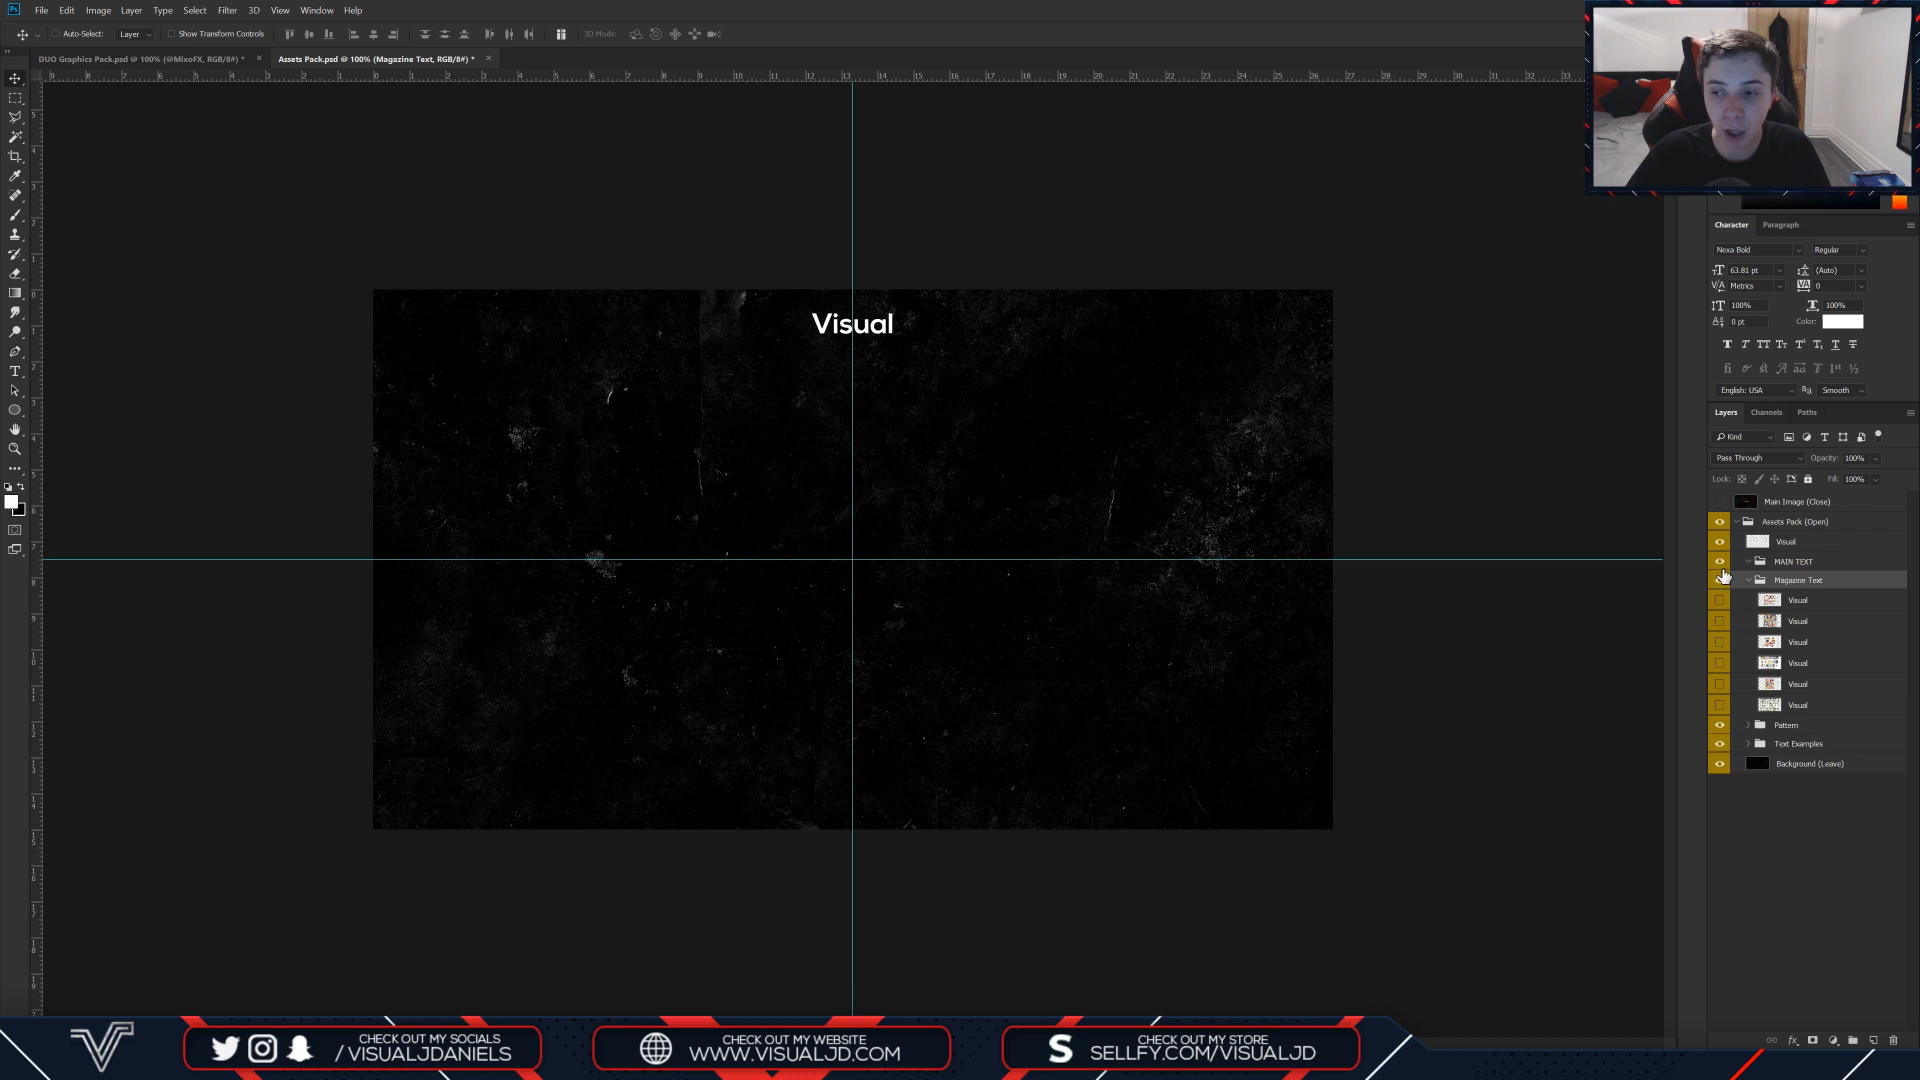 Ps File Edit Image Layer Type Select Filter 3D View Window Help
Auto-Select: Layer Show Transform Controls 3D Mode:
DUO Graphics Pack.psd @ 100% (@MixoFX, RGB/8#) * × Assets Pack.psd @ 100% (Magazine Text, RGB/8#) * ×
Visual
Character Paragraph
Nexa Bold Regular
63.81 pt (Auto)
Metrics 0
100% 100%
0 pt Color:
English: USA Smooth
Layers Channels Paths
Kind
Pass Through Opacity: 100%
Lock: Fill: 100%
Main Image (Close)
Assets Pack (Open)
Visual
MAIN TEXT
Magazine Text
Visual
Visual
Visual
Visual
Visual
Visual
Pattern
Text Examples
Background (Leave)
CHECK OUT MY SOCIALS
/VISUALJDANIELS
CHECK OUT MY WEBSITE
WWW.VISUALJD.COM
CHECK OUT MY STORE
SELLFY.COM/VISUALJD